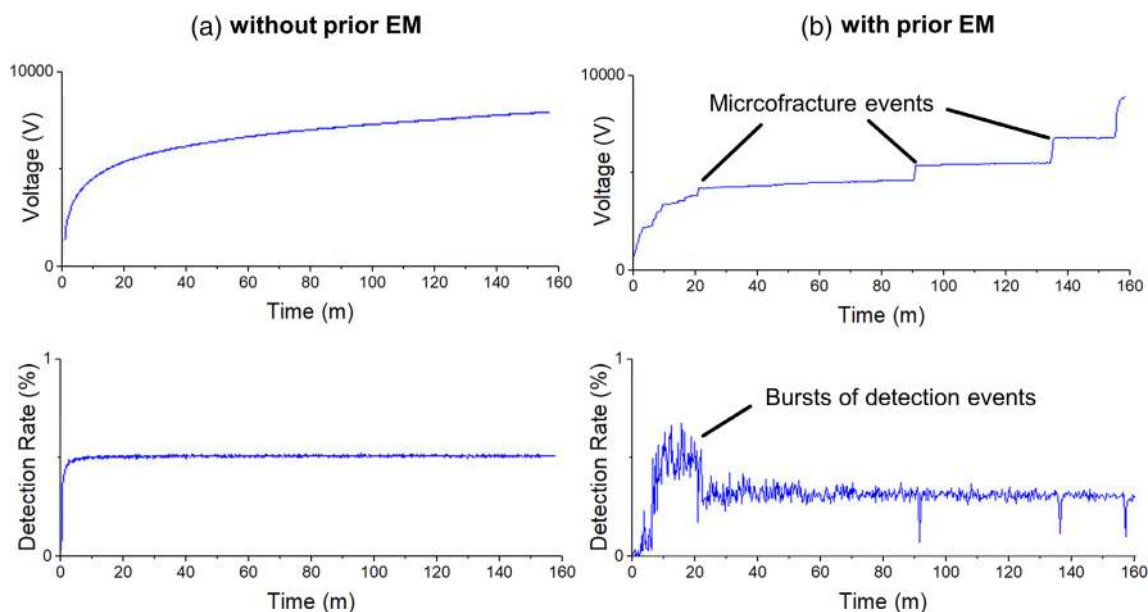 (a) without prior EM
(b) with prior EM
10000
Voltage (V)
0
0 20 40 60 80 100 120 140 160
Time (m)
10000
Micrcofracture events
Voltage (V)
0
0 20 40 60 80 100 120 140 160
Time (m)
1
Detection Rate (%)
0
0 20 40 60 80 100 120 140 160
Time (m)
1
Bursts of detection events
Detection Rate (%)
0
0 20 40 60 80 100 120 140 160
Time (m)